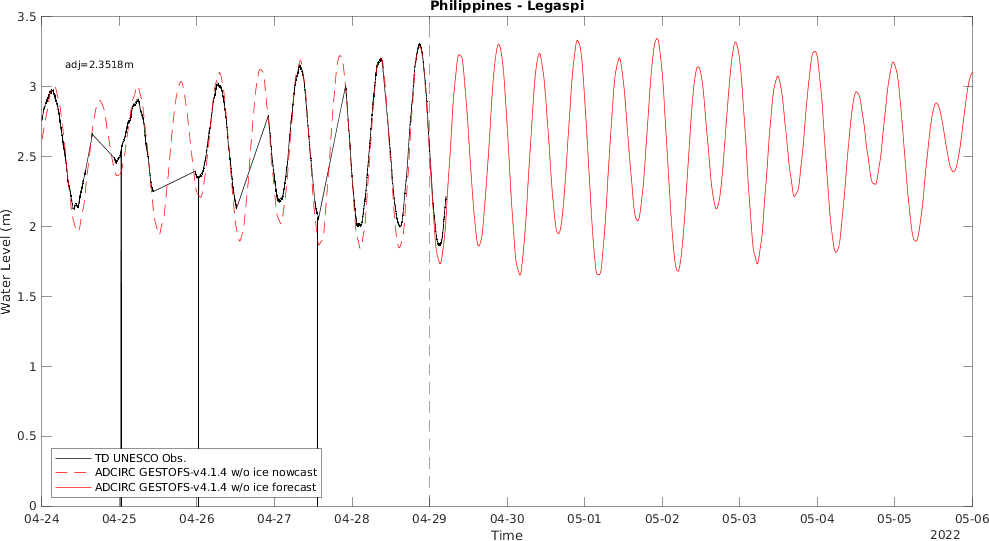 Philippines - Legaspi
adj=2.3518m
Water Level (m)
3.5
3
2.5
2
1.5
1
0.5
0
TD UNESCO Obs.
ADCIRC GESTOFS-v4.1.4 w/o ice nowcast
ADCIRC GESTOFS-v4.1.4 w/o ice forecast
04-24 04-25 04-26 04-27 04-28 04-29 04-30 05-01 05-02 05-03 05-04 05-05 05-06
Time
2022